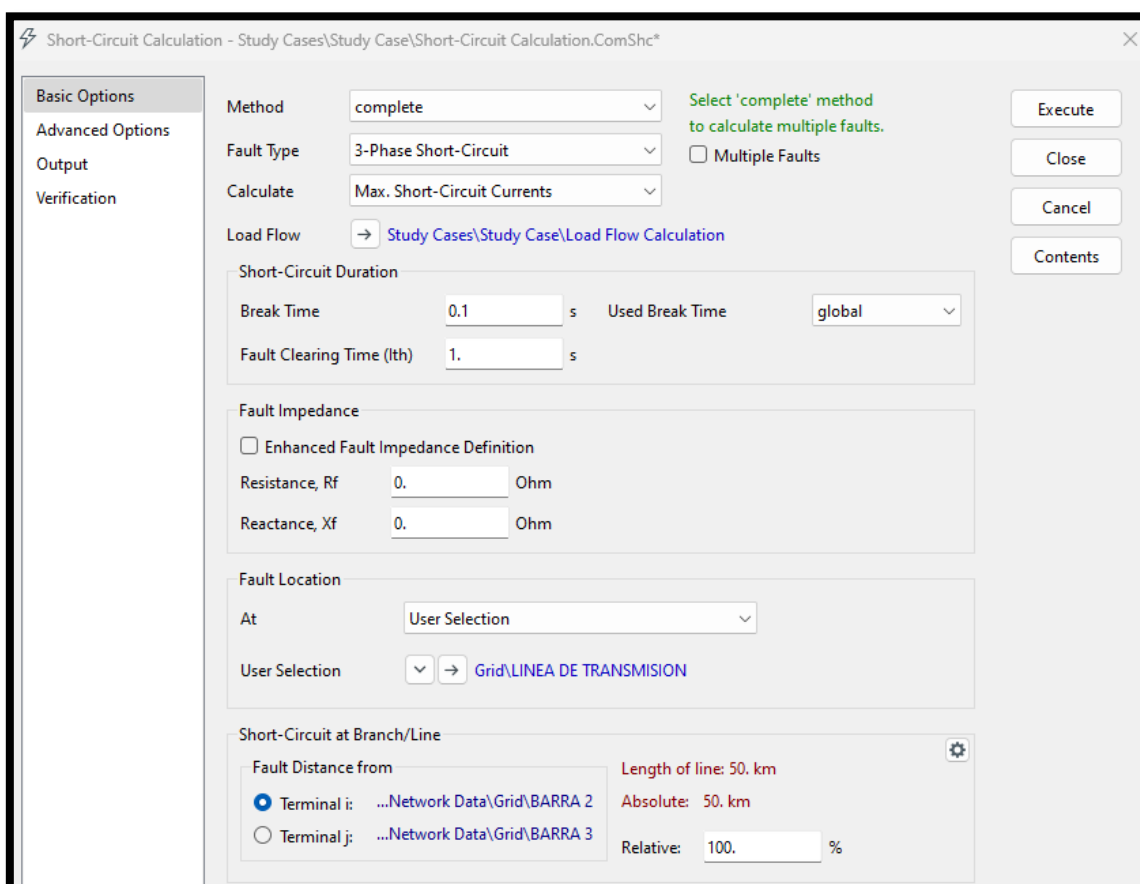 Short-Circuit Calculation - Study Cases\Study Case\Short-Circuit Calculation.ComShc*
Basic Options
Advanced Options
Output
Verification
Method complete
Select 'complete' method
to calculate multiple faults.
Fault Type 3-Phase Short-Circuit
Multiple Faults
Calculate Max. Short-Circuit Currents
Load Flow Study Cases\Study Case\Load Flow Calculation
Execute
Close
Cancel
Contents
Short-Circuit Duration
Break Time 0.1 s Used Break Time global
Fault Clearing Time (Ith) 1. s
Fault Impedance
Enhanced Fault Impedance Definition
Resistance, Rf 0. Ohm
Reactance, Xf 0. Ohm
Fault Location
At User Selection
User Selection Grid\LINEA DE TRANSMISION
Short-Circuit at Branch/Line
Fault Distance from
Terminal i: ...Network Data\Grid\BARRA 2
Terminal j: ...Network Data\Grid\BARRA 3
Length of line: 50. km
Absolute: 50. km
Relative: 100. %